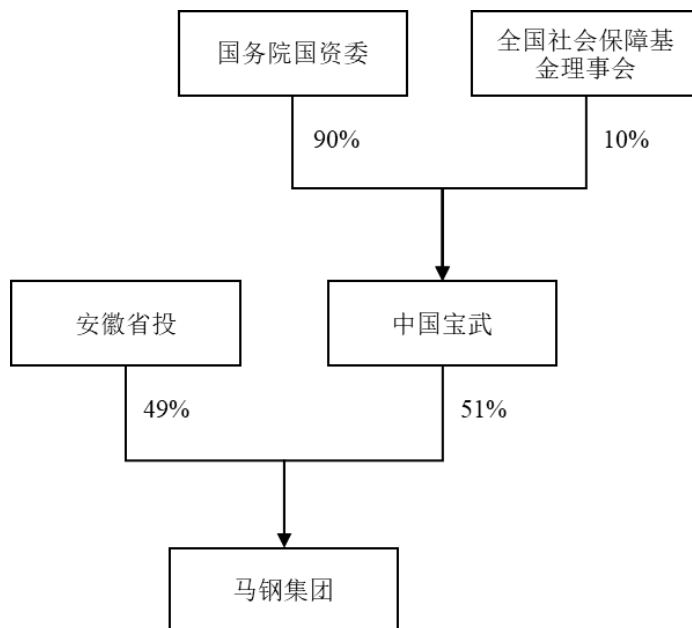 国务院国资委
全国社会保障基
金理事会
90%
10%
安徽省投
中国宝武
49%
51%
马钢集团